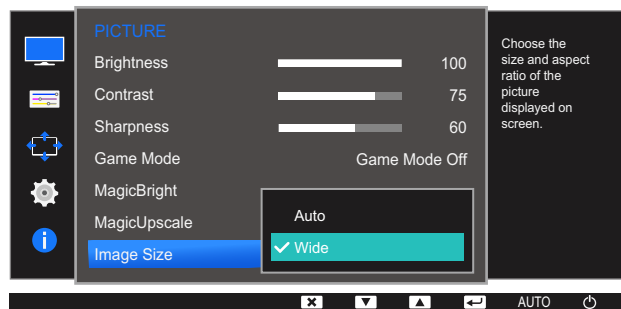 PICTURE
Brightness 100
Contrast 75
Sharpness 60
Game Mode Game Mode Off
MagicBright
MagicUpscale
Image Size
Auto
Wide
Choose the
size and aspect
ratio of the
picture
displayed on
screen.
i
AUTO